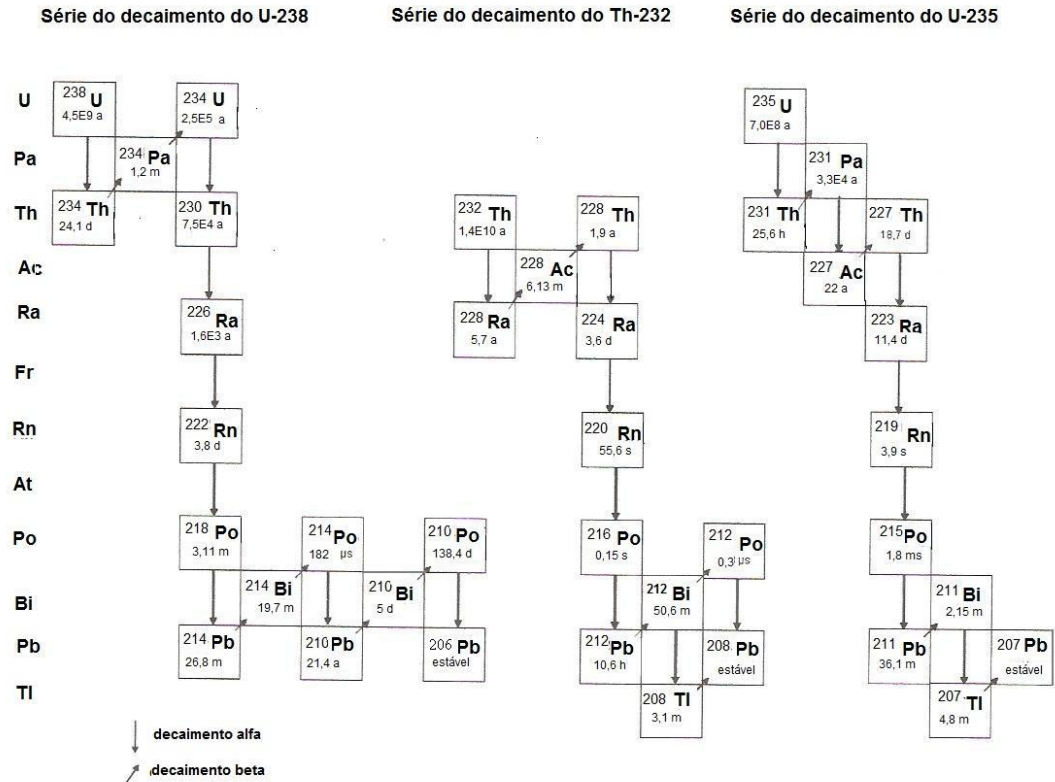 Série do decaimento do U-238
Série do decaimento do Th-232
Série do decaimento do U-235
U
Pa
Th
Ac
Ra
Fr
Rn
At
Po
Bi
Pb
Tl
238 U
4,5E9 a
234 U
2,5E5 a
234 Pa
1,2 m
234 Th
24,1 d
230 Th
7,5E4 a
226 Ra
1,6E3 a
222 Rn
3,8 d
218 Po
3,11 m
214 Po
182 µs
210 Po
138,4 d
214 Bi
19,7 m
210 Bi
5 d
214 Pb
26,8 m
210 Pb
21,4 a
206 Pb
estável
232 Th
1,4E10 a
228 Th
1,9 a
228 Ac
6,13 m
228 Ra
5,7 a
224 Ra
3,6 d
220 Rn
55,6 s
216 Po
0,15 s
212 Po
0,3 µs
212 Bi
50,6 m
212 Pb
10,6 h
208 Pb
estável
208 Tl
3,1 m
235 U
7,0E8 a
231 Pa
3,3E4 a
231 Th
25,6 h
227 Th
18,7 d
227 Ac
22 a
223 Ra
11,4 d
219 Rn
3,9 s
215 Po
1,8 ms
211 Bi
2,15 m
211 Pb
36,1 m
207 Pb
estável
207 Tl
4,8 m
decaimento alfa
decaimento beta